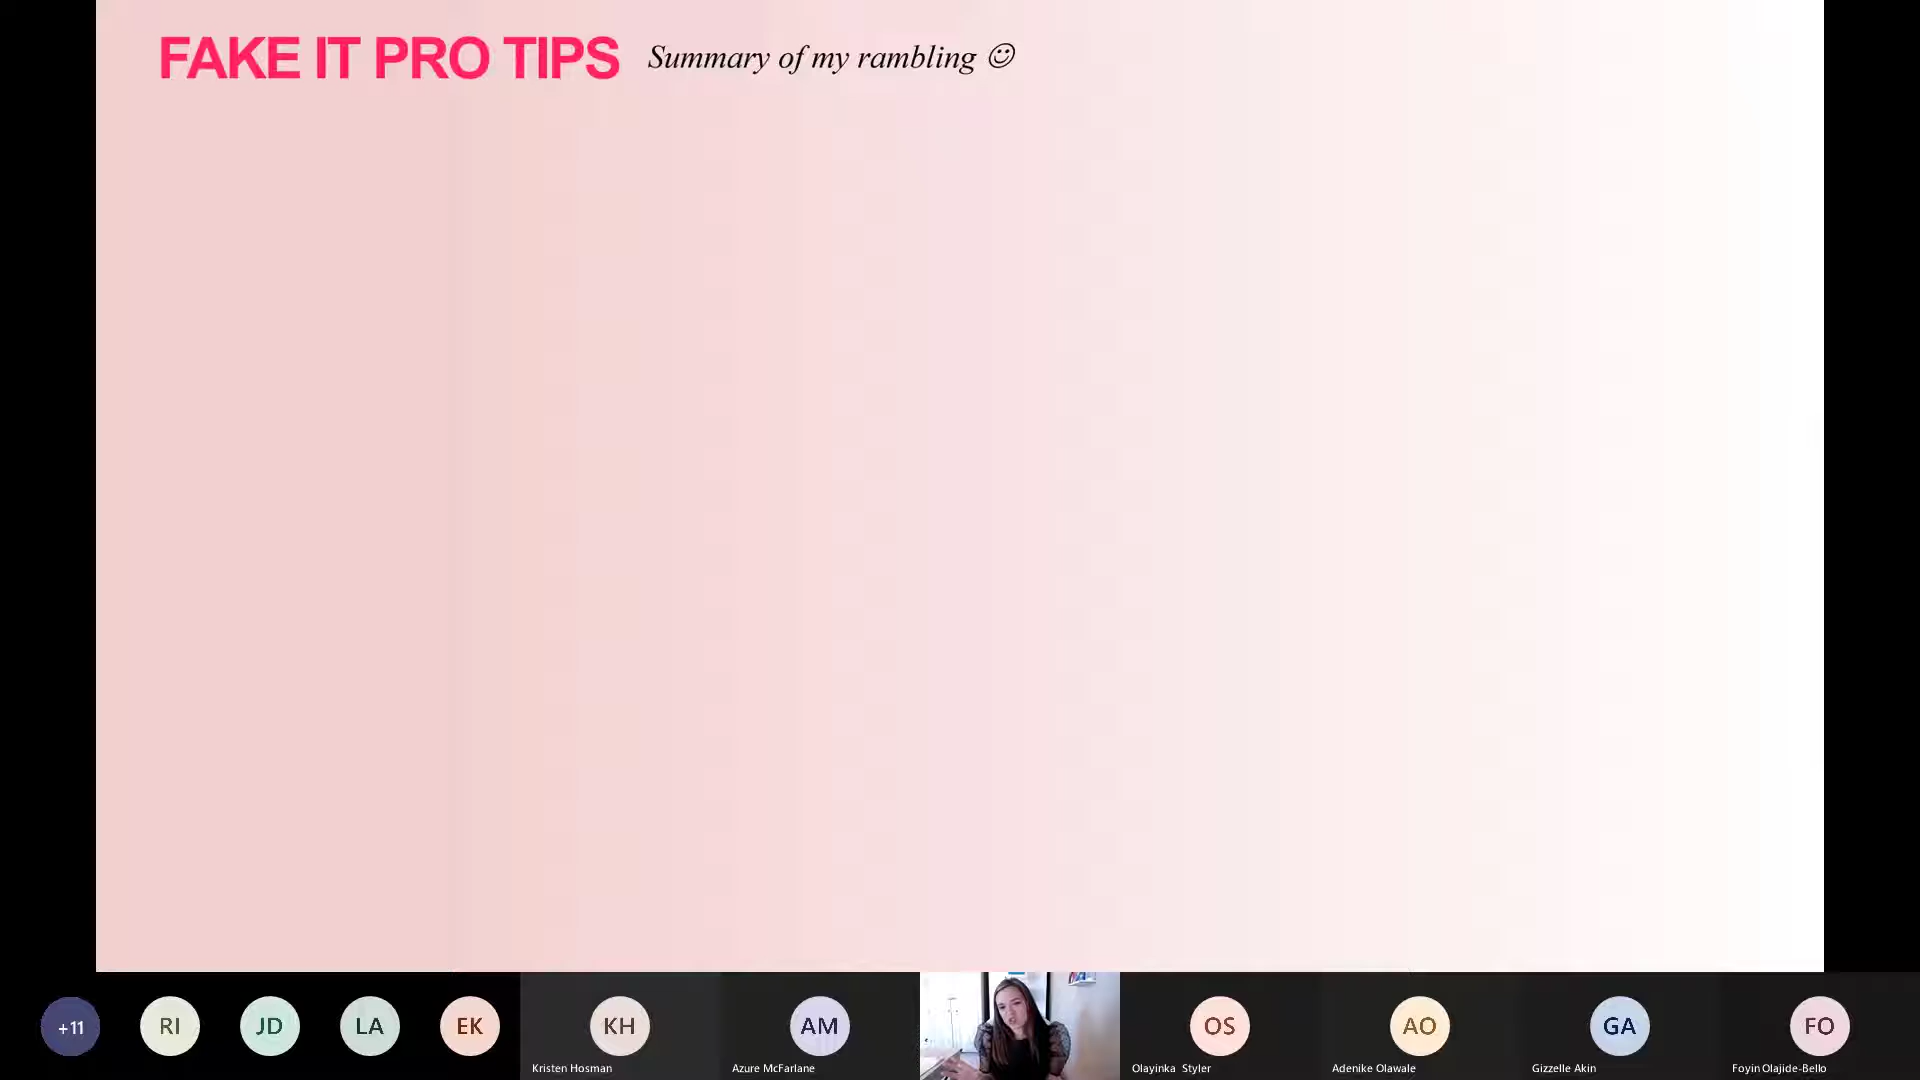 FAKE IT PRO TIPS Summary of my rambling ☺
+11 RI JD LA EK KH AM OS AO GA FO
Kristen Hosman Azure McFarlane Olayinka Styler Adenike Olawale Gizzelle Akin Foyin Olajide-Bello